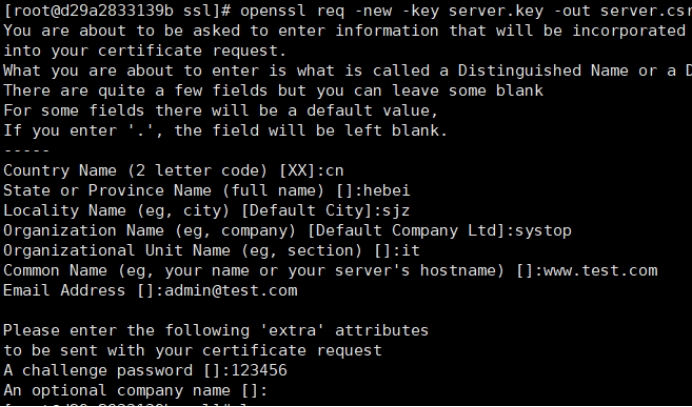 [root@d29a2833139b ssl]# openssl req -new -key server.key -out server.csr
You are about to be asked to enter information that will be incorporated
into your certificate request.
What you are about to enter is what is called a Distinguished Name or a D
There are quite a few fields but you can leave some blank
For some fields there will be a default value,
If you enter '.', the field will be left blank.
-----
Country Name (2 letter code) [XX]:cn
State or Province Name (full name) []:hebei
Locality Name (eg, city) [Default City]:sjz
Organization Name (eg, company) [Default Company Ltd]:systop
Organizational Unit Name (eg, section) []:it
Common Name (eg, your name or your server's hostname) []:www.test.com
Email Address []:admin@test.com
Please enter the following 'extra' attributes
to be sent with your certificate request
A challenge password []:123456
An optional company name []: